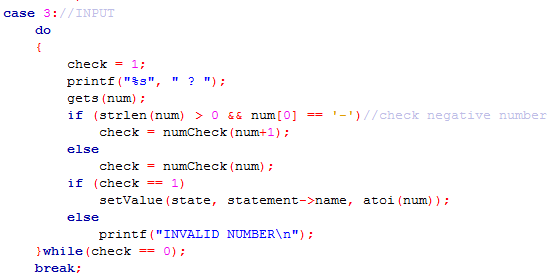 case 3://INPUT
    do
    {
        check = 1;
        printf("%s", " ? ");
        gets(num);
        if (strlen(num) > 0 && num[0] == '-')//check negative number
            check = numCheck(num+1);
        else
            check = numCheck(num);
        if (check == 1)
            setValue(state, statement->name, atoi(num));
        else
            printf("INVALID NUMBER\n");
    }while(check == 0);
    break;